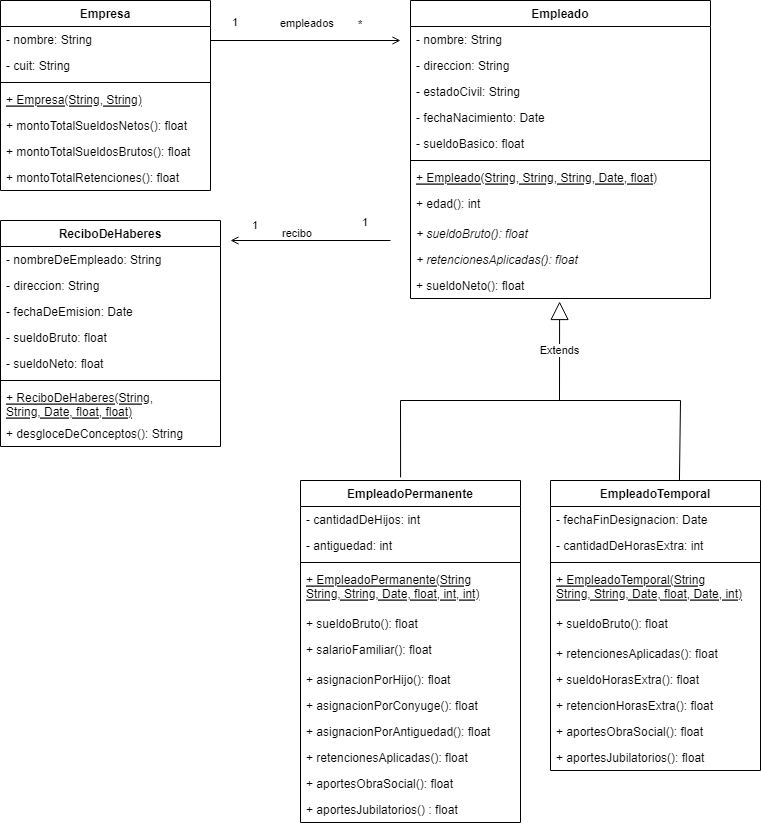 Empresa
- nombre: String
- cuit: String
+ Empresa(String, String)
+ montoTotalSueldosNetos(): float
+ montoTotalSueldosBrutos(): float
+ montoTotalRetenciones(): float
1
empleados
*
Empleado
- nombre: String
- direccion: String
- estadoCivil: String
- fechaNacimiento: Date
- sueldoBasico: float
+ Empleado(String, String, String, Date, float)
+ edad(): int
+ sueldoBruto(): float
+ retencionesAplicadas(): float
+ sueldoNeto(): float
1
recibo
1
ReciboDeHaberes
- nombreDeEmpleado: String
- direccion: String
- fechaDeEmision: Date
- sueldoBruto: float
- sueldoNeto: float
+ ReciboDeHaberes(String,
String, Date, float, float)
+ desgloceDeConceptos(): String
Extends
EmpleadoPermanente
- cantidadDeHijos: int
- antiguedad: int
+ EmpleadoPermanente(String
String, String, Date, float, int, int)
+ sueldoBruto(): float
+ salarioFamiliar(): float
+ asignacionPorHijo(): float
+ asignacionPorConyuge(): float
+ asignacionPorAntiguedad(): float
+ retencionesAplicadas(): float
+ aportesObraSocial(): float
+ aportesJubilatorios() : float
EmpleadoTemporal
- fechaFinDesignacion: Date
- cantidadDeHorasExtra: int
+ EmpleadoTemporal(String
String, String, Date, float, Date, int)
+ sueldoBruto(): float
+ retencionesAplicadas(): float
+ sueldoHorasExtra(): float
+ retencionHorasExtra(): float
+ aportesObraSocial(): float
+ aportesJubilatorios(): float